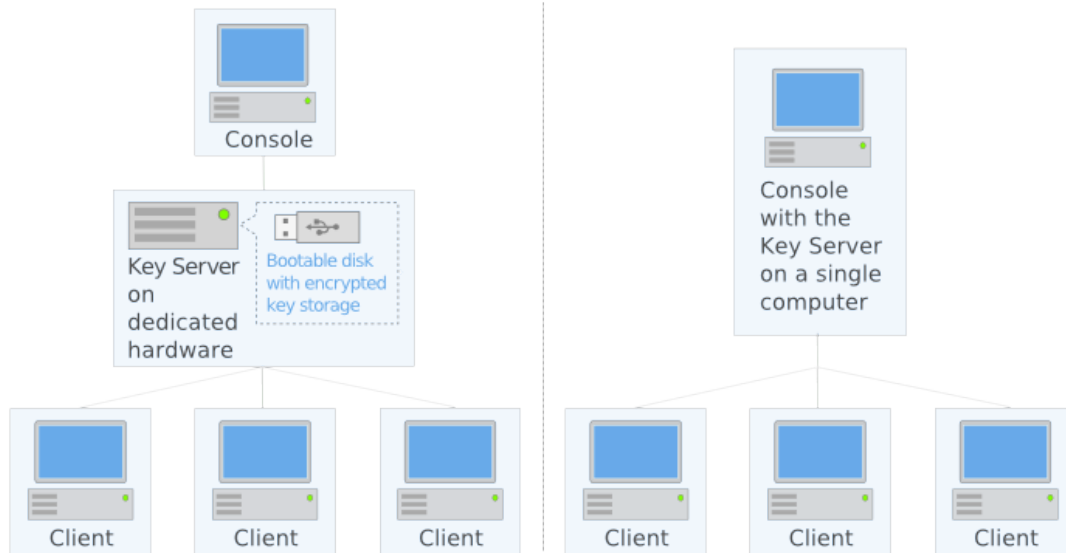 Console
Key Server
on
dedicated
hardware
Bootable disk
with encrypted
key storage
Client
Client
Client
Console
with the
Key Server
on a single
computer
Client
Client
Client